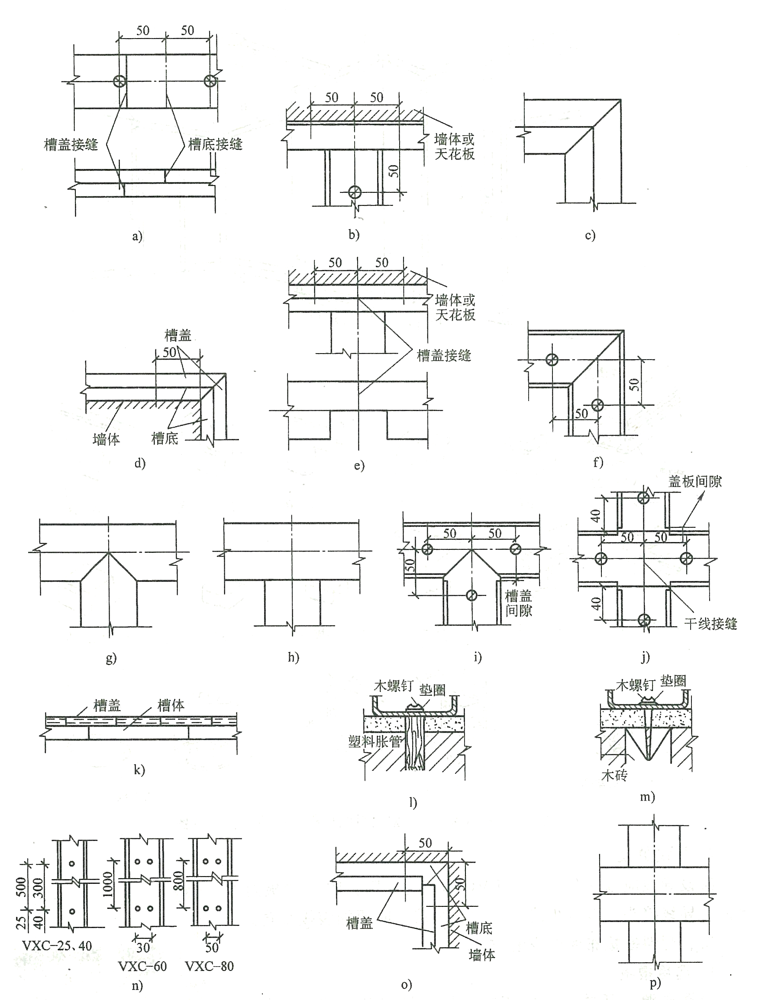 50 50
槽盖接缝 槽底接缝
a)
50 50
墙体或
天花板
50
b)
c)
槽盖
50
墙体 槽底
d)
50 50
墙体或
天花板
槽盖接缝
e)
50
50
f)
g)
h)
50 50
50
槽盖
间隙
i)
盖板间隙
40
50 50
40
干线接缝
j)
槽盖 槽体
k)
木螺钉 垫圈
塑料胀管
l)
木螺钉 垫圈
木砖
m)
500 300
25 40
VXC-25、40
1000
30
VXC-60
800
50
VXC-80
n)
50
50
槽盖 槽底
墙体
o)
p)